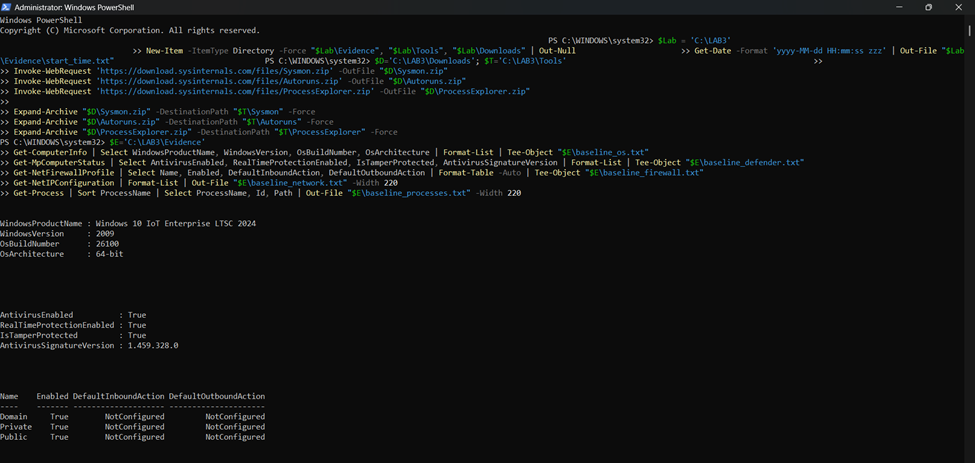 Administrator: Windows PowerShell
Windows PowerShell
Copyright (C) Microsoft Corporation. All rights reserved.
PS C:\WINDOWS\system32> $Lab = 'C:\LAB3'
>> New-Item -ItemType Directory -Force "$Lab\Evidence", "$Lab\Tools", "$Lab\Downloads" | Out-Null >> Get-Date -Format 'yyyy-MM-dd HH:mm:ss zzz' | Out-File "$Lab
\Evidence\start_time.txt" PS C:\WINDOWS\system32> $D='C:\LAB3\Downloads'; $T='C:\LAB3\Tools' >>
>> Invoke-WebRequest 'https://download.sysinternals.com/files/Sysmon.zip' -OutFile "$D\Sysmon.zip"
>> Invoke-WebRequest 'https://download.sysinternals.com/files/Autoruns.zip' -OutFile "$D\Autoruns.zip"
>> Invoke-WebRequest 'https://download.sysinternals.com/files/ProcessExplorer.zip' -OutFile "$D\ProcessExplorer.zip"
>>
>> Expand-Archive "$D\Sysmon.zip" -DestinationPath "$T\Sysmon" -Force
>> Expand-Archive "$D\Autoruns.zip" -DestinationPath "$T\Autoruns" -Force
>> Expand-Archive "$D\ProcessExplorer.zip" -DestinationPath "$T\ProcessExplorer" -Force
PS C:\WINDOWS\system32> $E='C:\LAB3\Evidence'
>> Get-ComputerInfo | Select WindowsProductName, WindowsVersion, OsBuildNumber, OsArchitecture | Format-List | Tee-Object "$E\baseline_os.txt"
>> Get-MpComputerStatus | Select AntivirusEnabled, RealTimeProtectionEnabled, IsTamperProtected, AntivirusSignatureVersion | Format-List | Tee-Object "$E\baseline_defender.txt"
>> Get-NetFirewallProfile | Select Name, Enabled, DefaultInboundAction, DefaultOutboundAction | Format-Table -Auto | Tee-Object "$E\baseline_firewall.txt"
>> Get-NetIPConfiguration | Format-List | Out-File "$E\baseline_network.txt" -Width 220
>> Get-Process | Sort ProcessName | Select ProcessName, Id, Path | Out-File "$E\baseline_processes.txt" -Width 220
WindowsProductName : Windows 10 IoT Enterprise LTSC 2024
WindowsVersion : 2009
OsBuildNumber : 26100
OsArchitecture : 64-bit
AntivirusEnabled : True
RealTimeProtectionEnabled : True
IsTamperProtected : True
AntivirusSignatureVersion : 1.459.328.0
Name Enabled DefaultInboundAction DefaultOutboundAction
---- ------- -------------------- ---------------------
Domain True NotConfigured NotConfigured
Private True NotConfigured NotConfigured
Public True NotConfigured NotConfigured